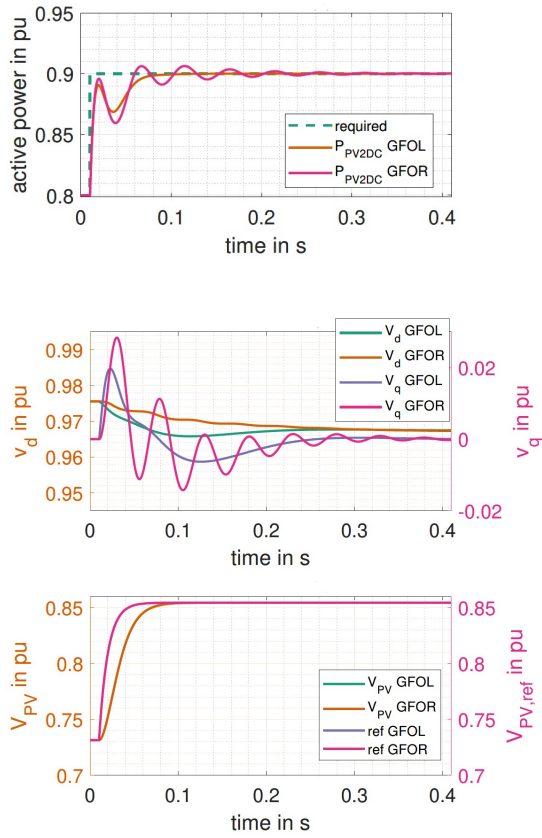 active power in pu
0.95
0.9
0.85
0.8
required
P_PV2DC GFOL
P_PV2DC GFOR
0 0.1 0.2 0.3 0.4
time in s
v_d in pu
0.99
0.98
0.97
0.96
0.95
V_d GFOL
V_d GFOR
V_q GFOL
V_q GFOR
0.02
0
-0.02
v_q in pu
0 0.1 0.2 0.3 0.4
time in s
V_PV in pu
0.85
0.8
0.75
0.7
V_PV GFOL
V_PV GFOR
ref GFOL
ref GFOR
0.85
0.8
0.75
0.7
V_PV,ref in pu
0 0.1 0.2 0.3 0.4
time in s